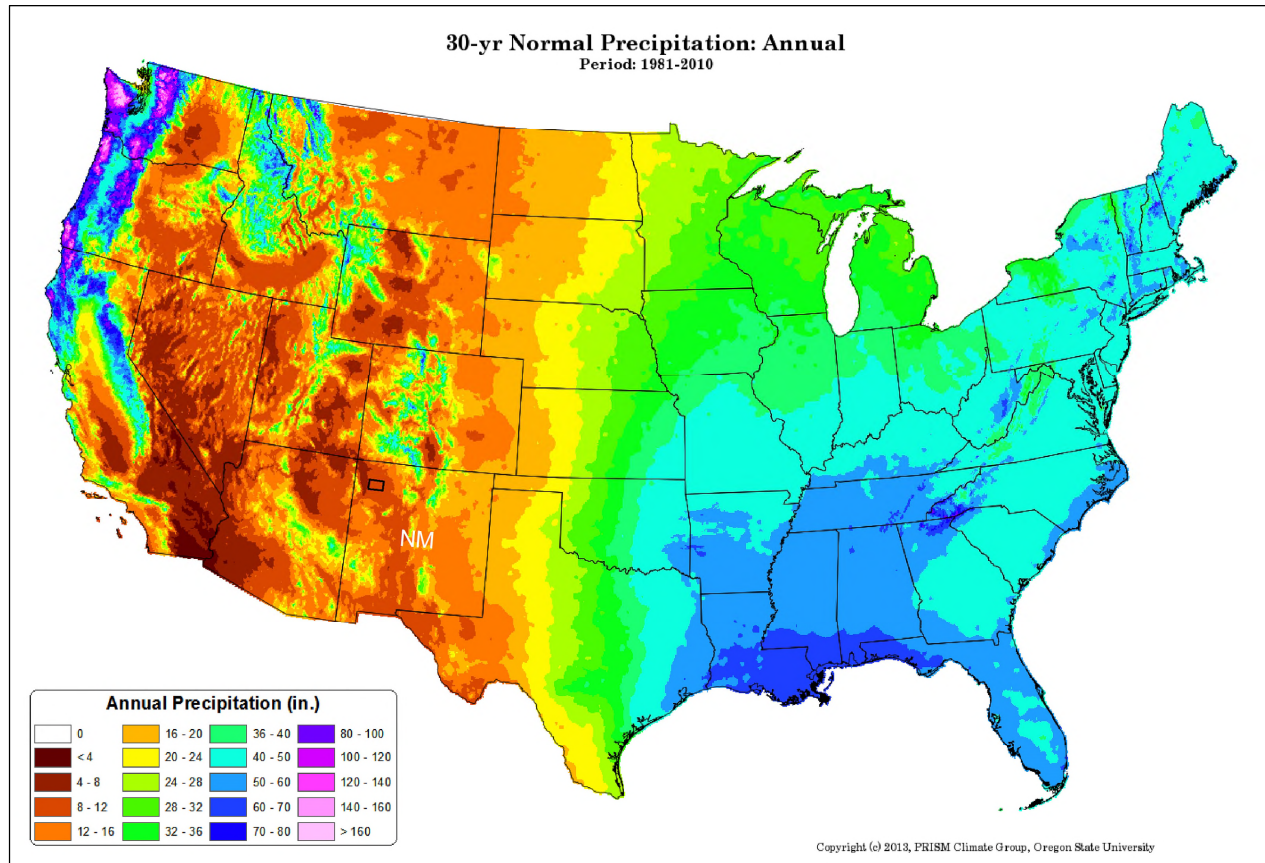 30-yr Normal Precipitation: Annual
Period: 1981-2010
NM
Annual Precipitation (in.)
0
< 4
4 - 8
8 - 12
12 - 16
16 - 20
20 - 24
24 - 28
28 - 32
32 - 36
36 - 40
40 - 50
50 - 60
60 - 70
70 - 80
80 - 100
100 - 120
120 - 140
140 - 160
> 160
Copyright (c) 2013, PRISM Climate Group, Oregon State University